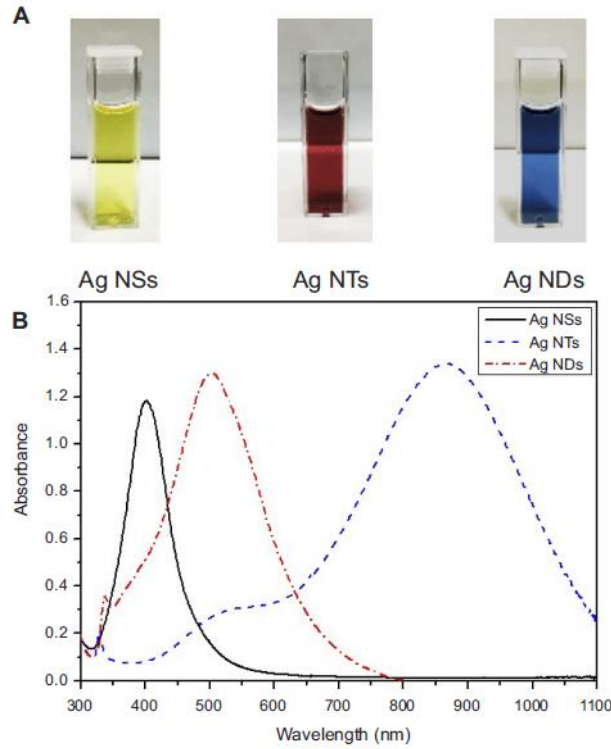 A
Ag NSs Ag NTs Ag NDs
B
1.6
1.4
1.2
1.0
0.8
0.6
0.4
0.2
0.0
Absorbance
Ag NSs
Ag NTs
Ag NDs
300 400 500 600 700 800 900 1000 1100
Wavelength (nm)